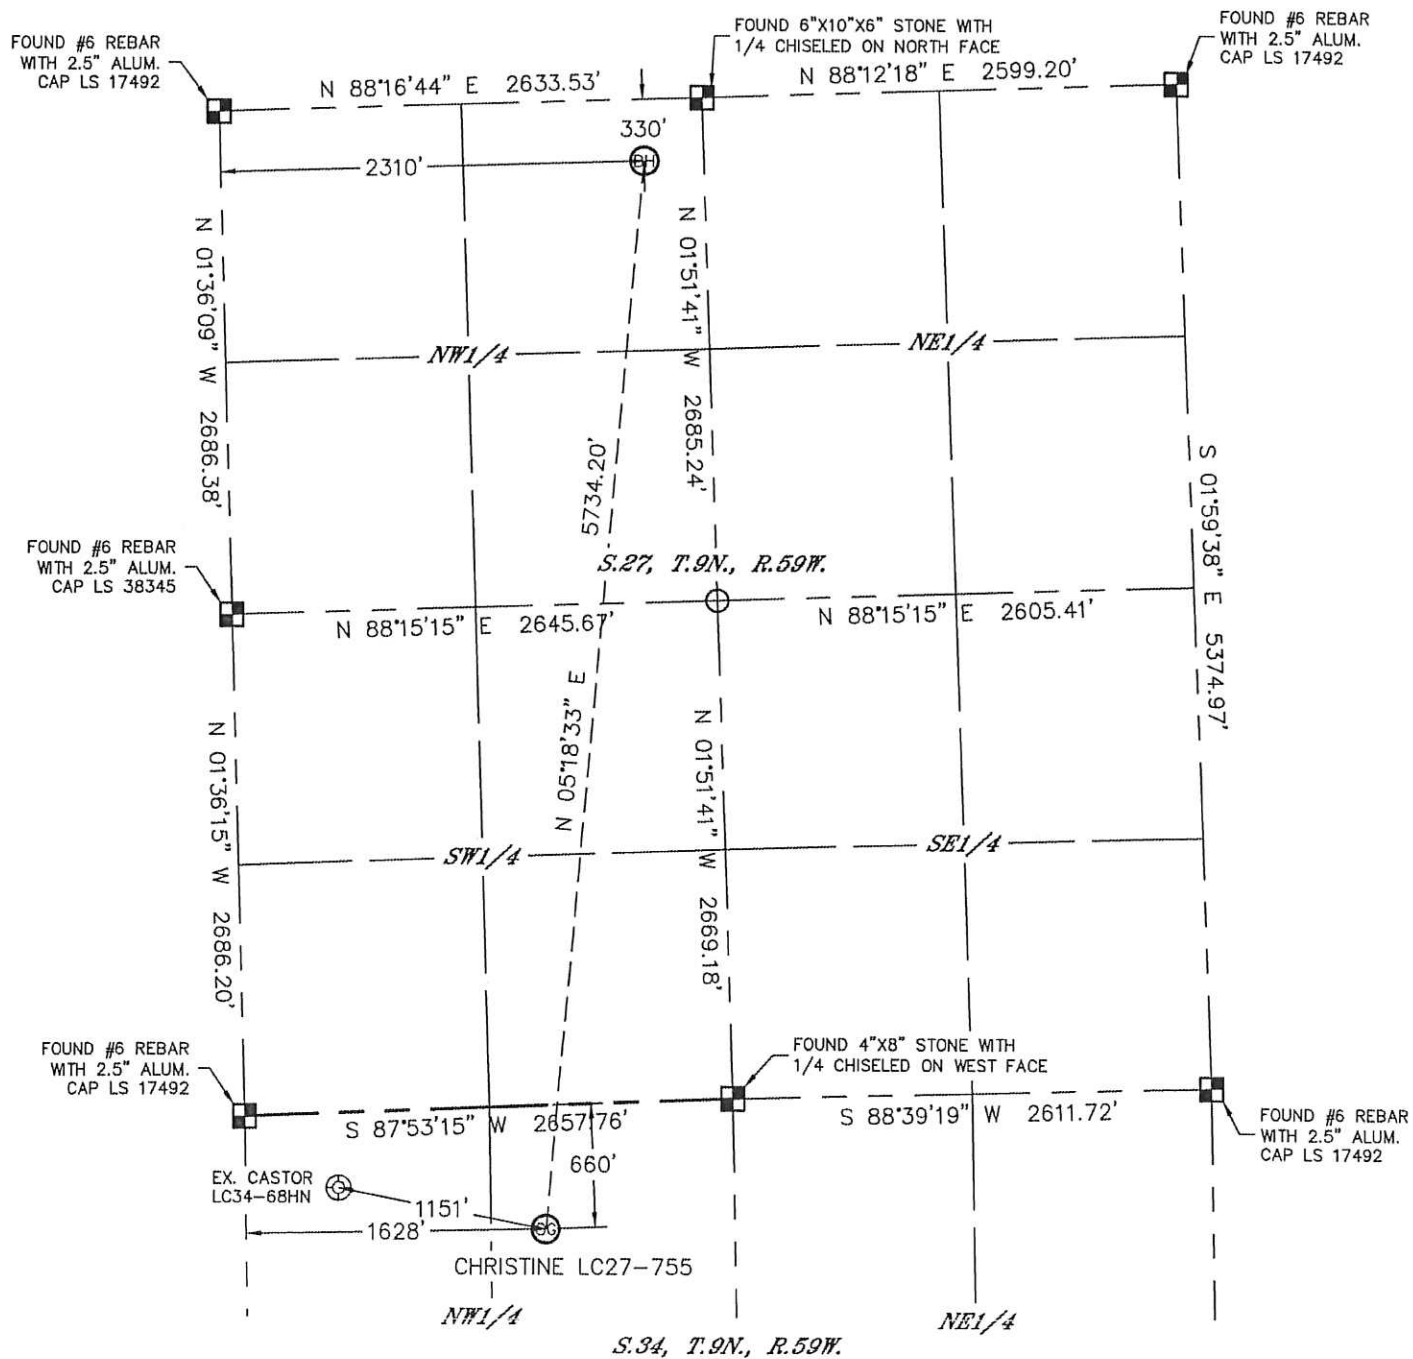 FOUND #6 REBAR
WITH 2.5" ALUM.
CAP LS 17492
FOUND 6"X10"X6" STONE WITH
1/4 CHISELED ON NORTH FACE
FOUND #6 REBAR
WITH 2.5" ALUM.
CAP LS 17492
N 88°16'44" E 2633.53'
N 88°12'18" E 2599.20'
330'
2310'
BH
N 01°36'09" W 2686.38'
N 01°51'41" W 2685.24'
NW1/4
NE1/4
5734.20'
S 01°59'38" E 5374.97'
FOUND #6 REBAR
WITH 2.5" ALUM.
CAP LS 38345
S.27, T.9N., R.59W.
N 88°15'15" E 2645.67'
N 88°15'15" E 2605.41'
N 05°18'33" E
N 01°36'15" W 2686.20'
N 01°51'41" W 2669.18'
SW1/4
SE1/4
FOUND #6 REBAR
WITH 2.5" ALUM.
CAP LS 17492
FOUND 4"X8" STONE WITH
1/4 CHISELED ON WEST FACE
S 87°53'15" W 2657.76'
S 88°39'19" W 2611.72'
FOUND #6 REBAR
WITH 2.5" ALUM.
CAP LS 17492
660'
EX. CASTOR
LC34-68HN
1151'
1628'
CHRISTINE LC27-755
NW1/4
NE1/4
S.34, T.9N., R.59W.